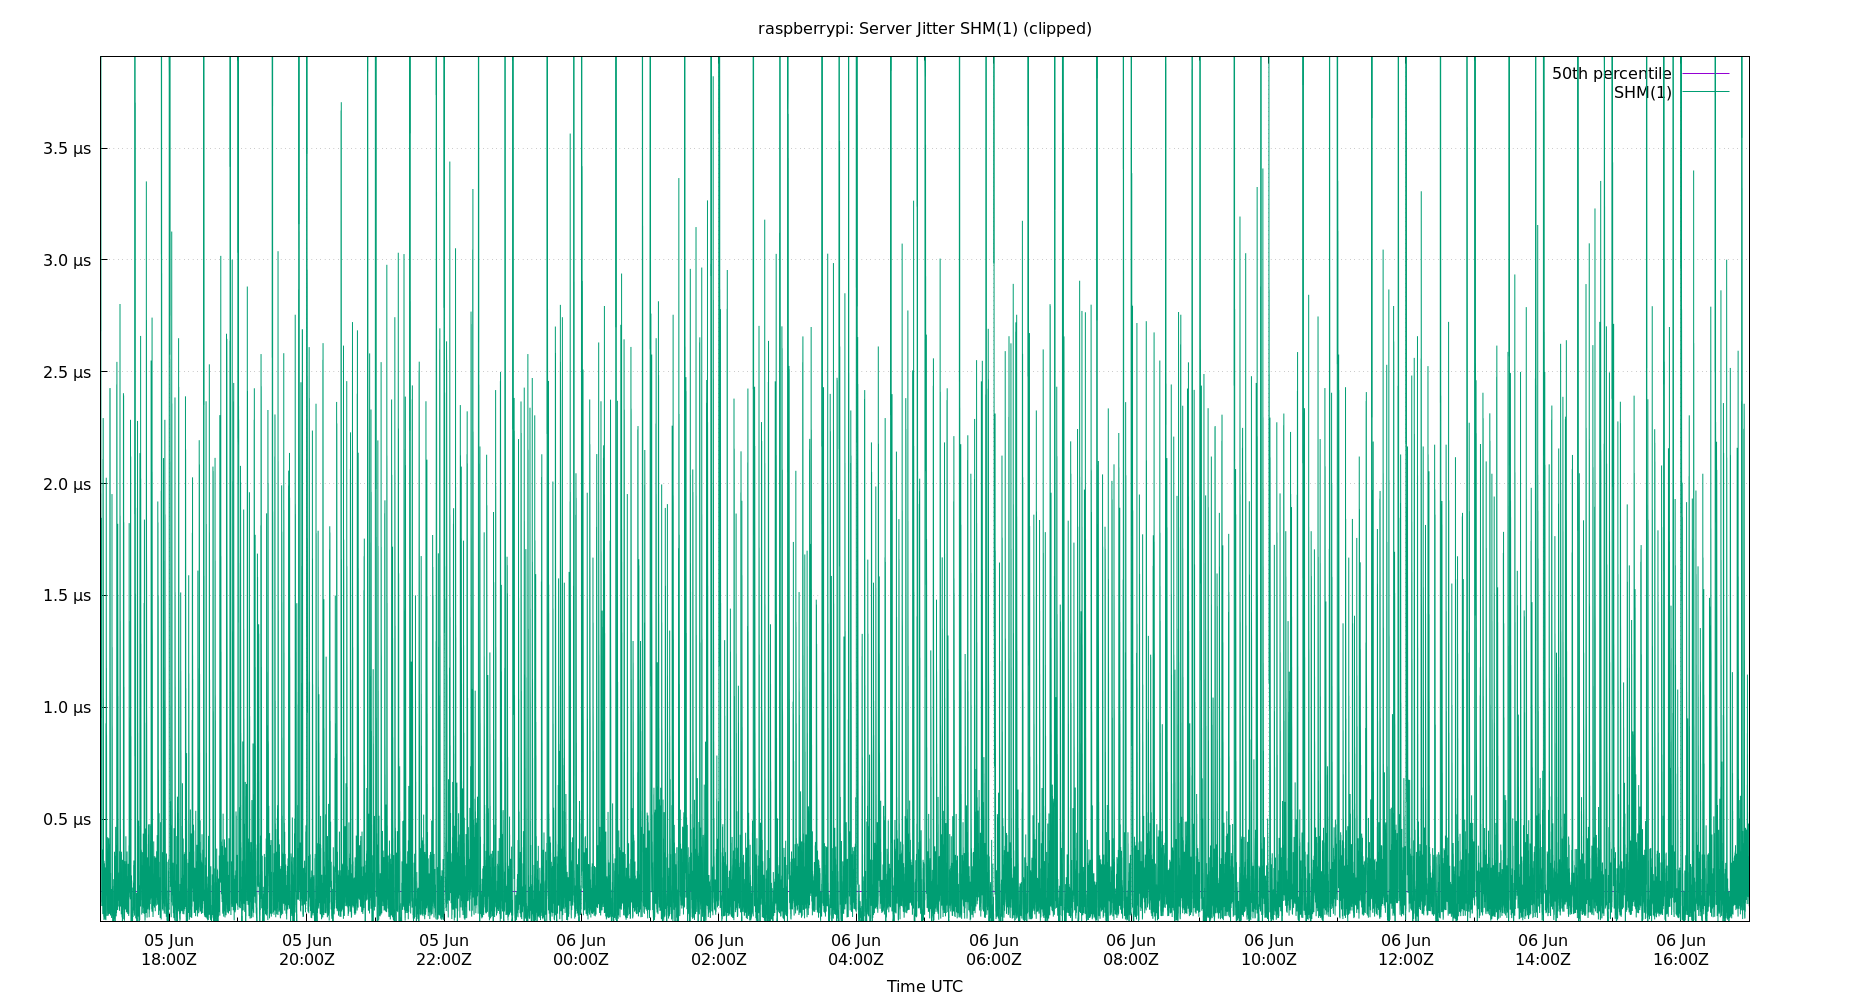 raspberrypi: Server Jitter SHM(1) (clipped)
50th percentile
SHM(1)
3.5 µs
3.0 µs
2.5 µs
2.0 µs
1.5 µs
1.0 µs
0.5 µs
05 Jun 05 Jun 05 Jun 06 Jun 06 Jun 06 Jun 06 Jun 06 Jun 06 Jun 06 Jun 06 Jun 06 Jun
18:00Z 20:00Z 22:00Z 00:00Z 02:00Z 04:00Z 06:00Z 08:00Z 10:00Z 12:00Z 14:00Z 16:00Z
Time UTC